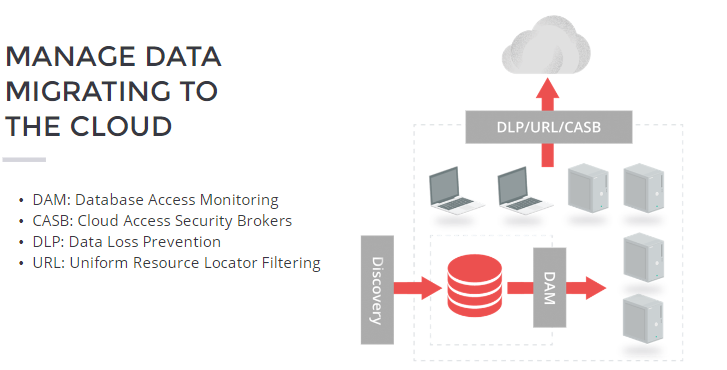 MANAGE DATA
MIGRATING TO
THE CLOUD
• DAM: Database Access Monitoring
• CASB: Cloud Access Security Brokers
• DLP: Data Loss Prevention
• URL: Uniform Resource Locator Filtering
DLP/URL/CASB
Discovery
DAM